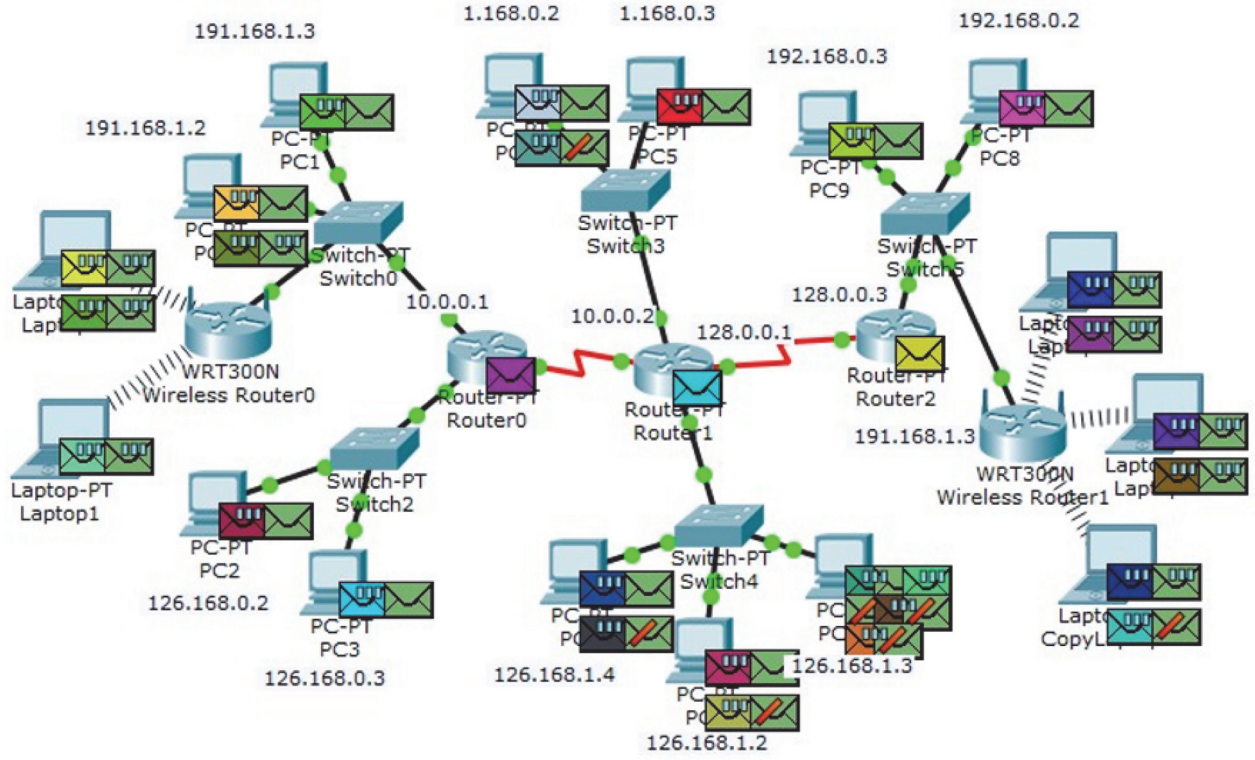 191.168.1.3
1.168.0.2
1.168.0.3
192.168.0.2
192.168.0.3
191.168.1.2
PC1
PC5
PC-PT
PC8
PC-PT
PC9
Switch-PT
Switch3
Switch-PT
Switch0
Switch-PT
Switch5
10.0.0.1
10.0.0.2
128.0.0.1
128.0.0.3
WRT300N
Wireless Router0
Router-PT
Router0
Router-PT
Router1
Router-PT
Router2
191.168.1.3
WRT300N
Wireless Router1
Laptop-PT
Laptop1
Switch-PT
Switch2
PC-PT
PC2
126.168.0.2
PC-PT
PC3
126.168.0.3
Switch-PT
Switch4
126.168.1.4
126.168.1.3
126.168.1.2